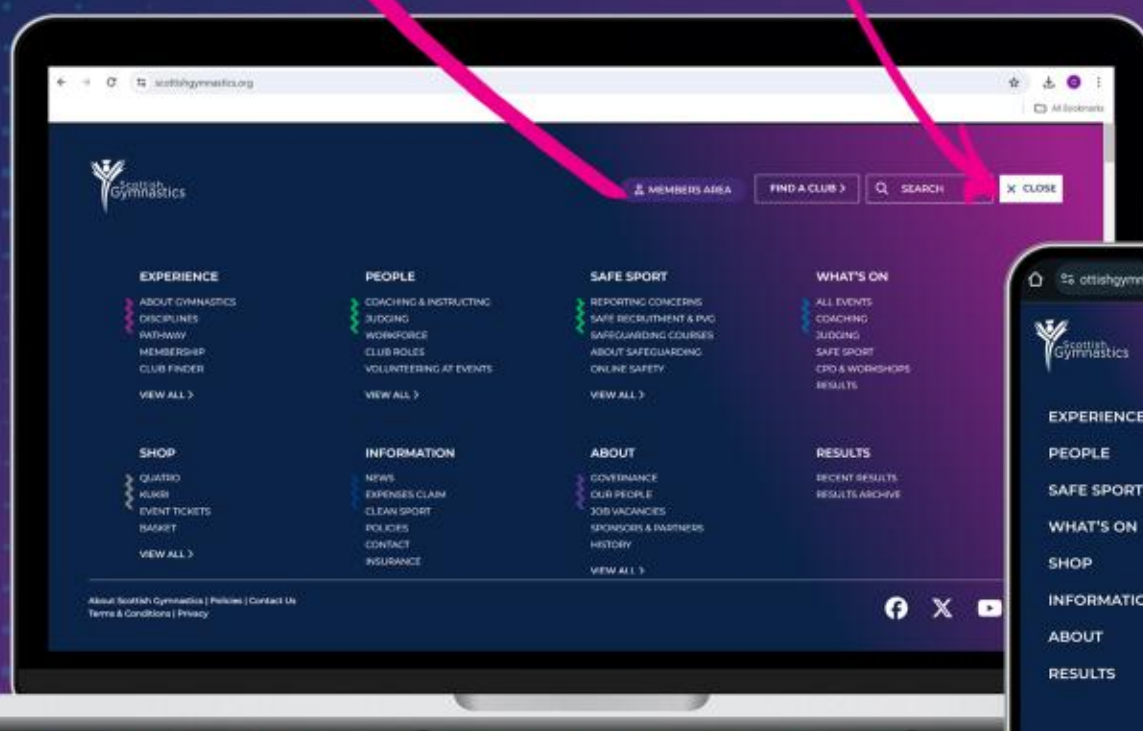 scottishgymnastics.org
All Bookmarks
Scottish
Gymnastics
MEMBERS AREA
FIND A CLUB >
SEARCH
X CLOSE
EXPERIENCE
ABOUT GYMNASTICS
DISCIPLINES
PATHWAY
MEMBERSHIP
CLUB FINDER
VIEW ALL >
PEOPLE
COACHING & INSTRUCTING
JUDGING
WORKFORCE
CLUB ROLES
VOLUNTEERING AT EVENTS
VIEW ALL >
SAFE SPORT
REPORTING CONCERNS
SAFE RECRUITMENT & PVG
SAFEGUARDING COURSES
ABOUT SAFEGUARDING
ONLINE SAFETY
VIEW ALL >
WHAT'S ON
ALL EVENTS
COACHING
JUDGING
SAFE SPORT
CPD & WORKSHOPS
RESULTS
SHOP
QUATRO
KUKRI
EVENT TICKETS
BASKET
VIEW ALL >
INFORMATION
NEWS
EXPENSES CLAIM
CLEAN SPORT
POLICIES
CONTACT
INSURANCE
ABOUT
GOVERNANCE
OUR PEOPLE
JOB VACANCIES
SPONSORS & PARTNERS
HISTORY
VIEW ALL >
RESULTS
RECENT RESULTS
RESULTS ARCHIVE
About Scottish Gymnastics | Policies | Contact Us
Terms & Conditions | Privacy
ottishgymn
Scottish
Gymnastics
EXPERIENCE
PEOPLE
SAFE SPORT
WHAT'S ON
SHOP
INFORMATIO
ABOUT
RESULTS